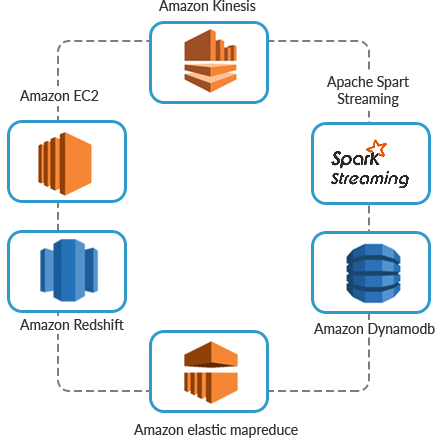 Amazon Kinesis
Apache Spart
Streaming
Amazon EC2
Spark
Streaming
Amazon Redshift
Amazon Dynamodb
Amazon elastic mapreduce